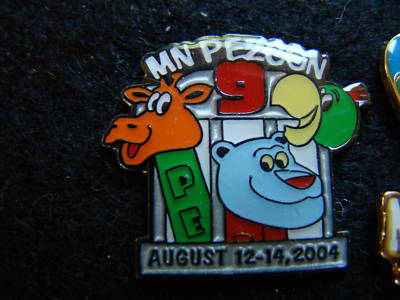 MN PEZCON
9
PE
AUGUST 12-14, 2004